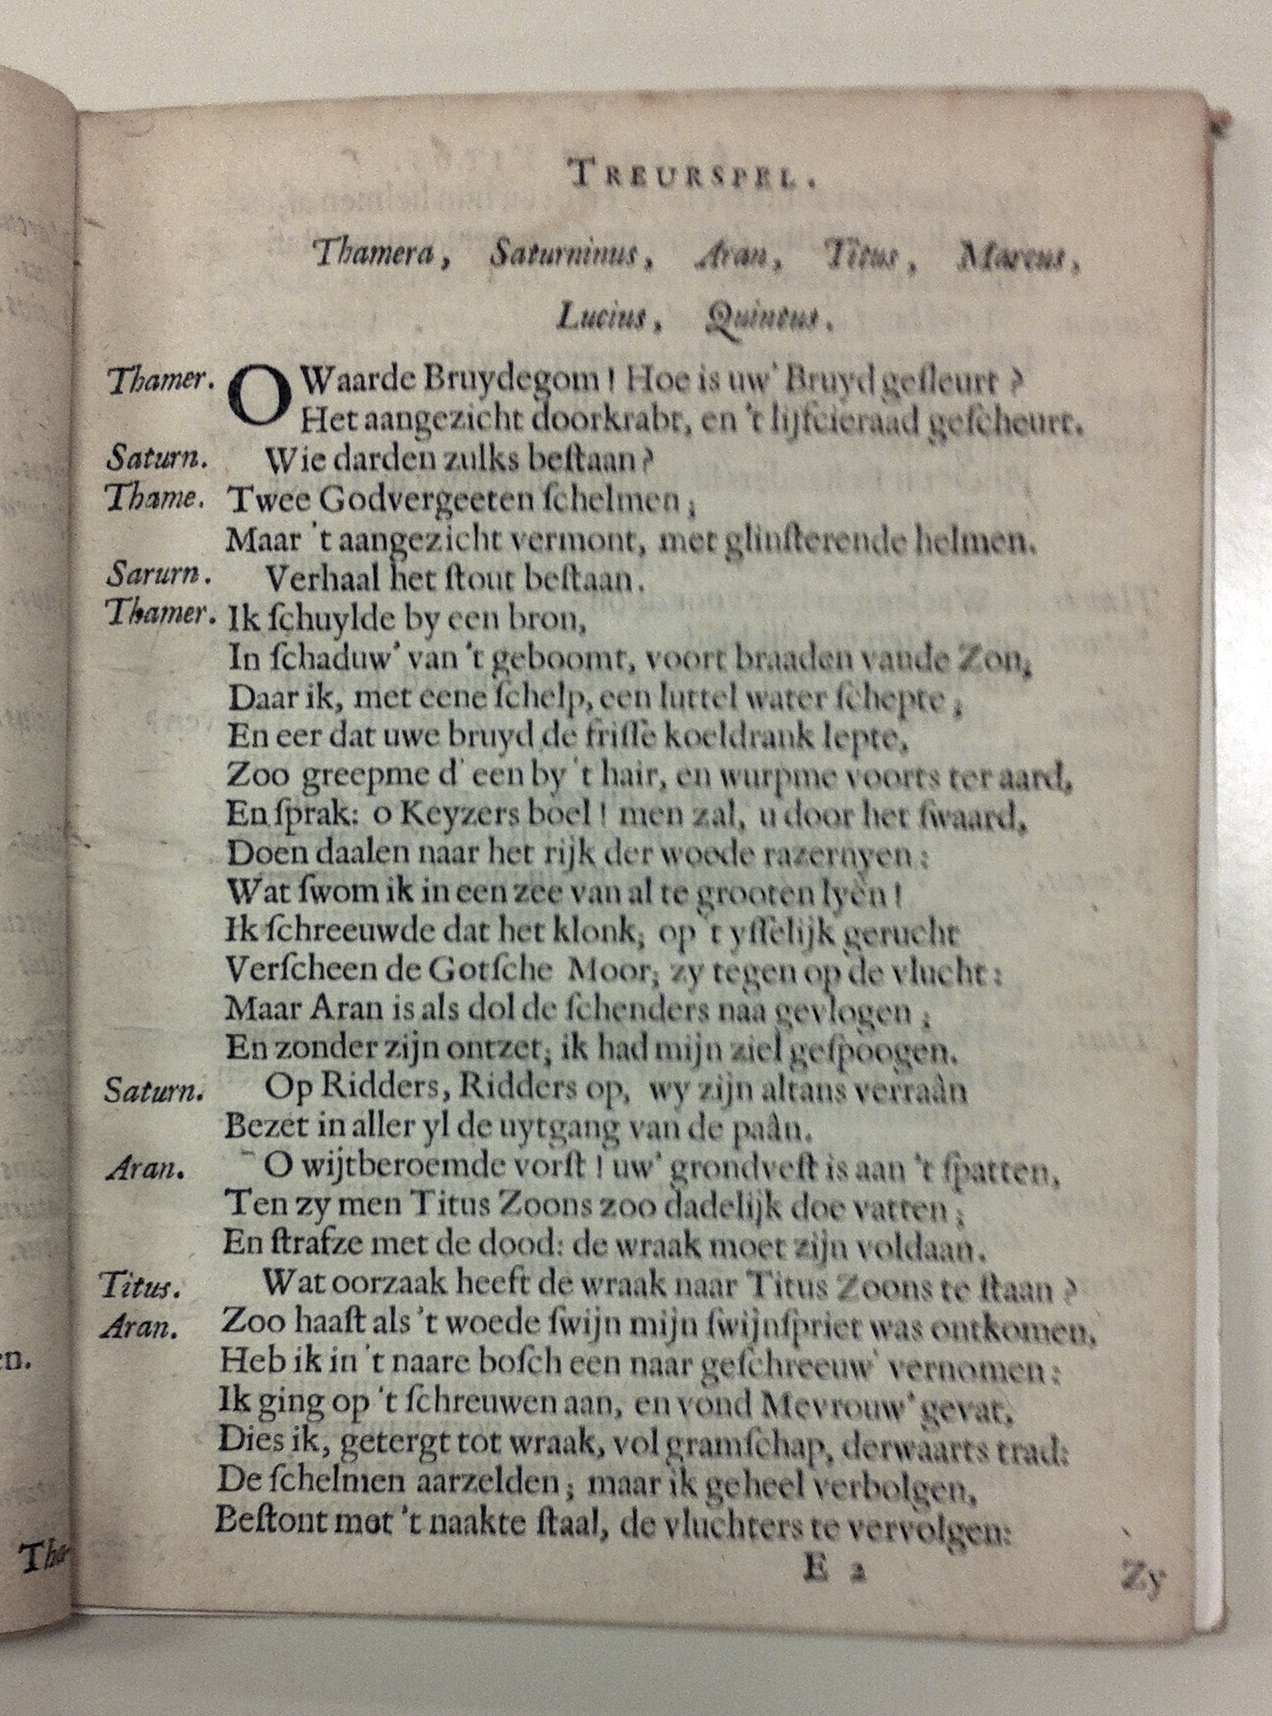 TREURSPEL.
Thamera, Saturninus, Aran, Titus, Marcus,
Lucius, Quintus.
Thamer. O Waarde Bruydegom! Hoe is uw' Bruyd gesleurt?
Het aangezicht doorkrabt, en 't lijfcieraad geſcheurt.
Saturn. Wie darden zulks beſtaan?
Thame. Twee Godvergeeten ſchelmen;
Maar 't aangezicht vermont, met glinſterende helmen.
Sarurn. Verhaal het ſtout beſtaan.
Thamer. Ik ſchuylde by een bron,
In ſchaduw' van 't geboomt, voort braaden vande Zon;
Daar ik, met eene ſchelp, een luttel water ſchepte;
En eer dat uwe bruyd de friſſe koeldrank lepte,
Zoo greepme d' een by 't hair, en wurpme voorts ter aard,
En ſprak: o Keyzers boel! men zal, u door het ſwaard,
Doen daalen naar het rijk der woede razernyen:
Wat ſwom ik in een zee van al te grooten lyên!
Ik ſchreeuwde dat het klonk; op 't yſſelijk gerucht
Verſcheen de Gotſche Moor; zy tegen op de vlucht:
Maar Aran is als dol de ſchenders naa gevlogen;
En zonder zijn ontzet; ik had mijn ziel geſpoogen.
Saturn. Op Ridders, Ridders op, wy zijn altans verraân
Bezet in aller yl de uytgang van de paân.
Aran. O wijtberoemde vorſt! uw' grondveſt is aan 't ſpatten,
Ten zy men Titus Zoons zoo dadelijk doe vatten;
En ſtrafze met de dood: de wraak moet zijn voldaan.
Titus. Wat oorzaak heeft de wraak naar Titus Zoons te ſtaan?
Aran. Zoo haaſt als 't woede ſwijn mijn ſwijnſpriet was ontkomen,
Heb ik in 't naare boſch een naar geſchreeuw' vernomen:
Ik ging op 't ſchreuwen aan, en vond Mevrouw' gevat,
Dies ik, getergt tot wraak, vol gramſchap, derwaarts trad:
De ſchelmen aarzelden; maar ik geheel verbolgen,
Beſtont met 't naakte ſtaal, de vluchters te vervolgen:
E 2
Zy
en.
Tha-